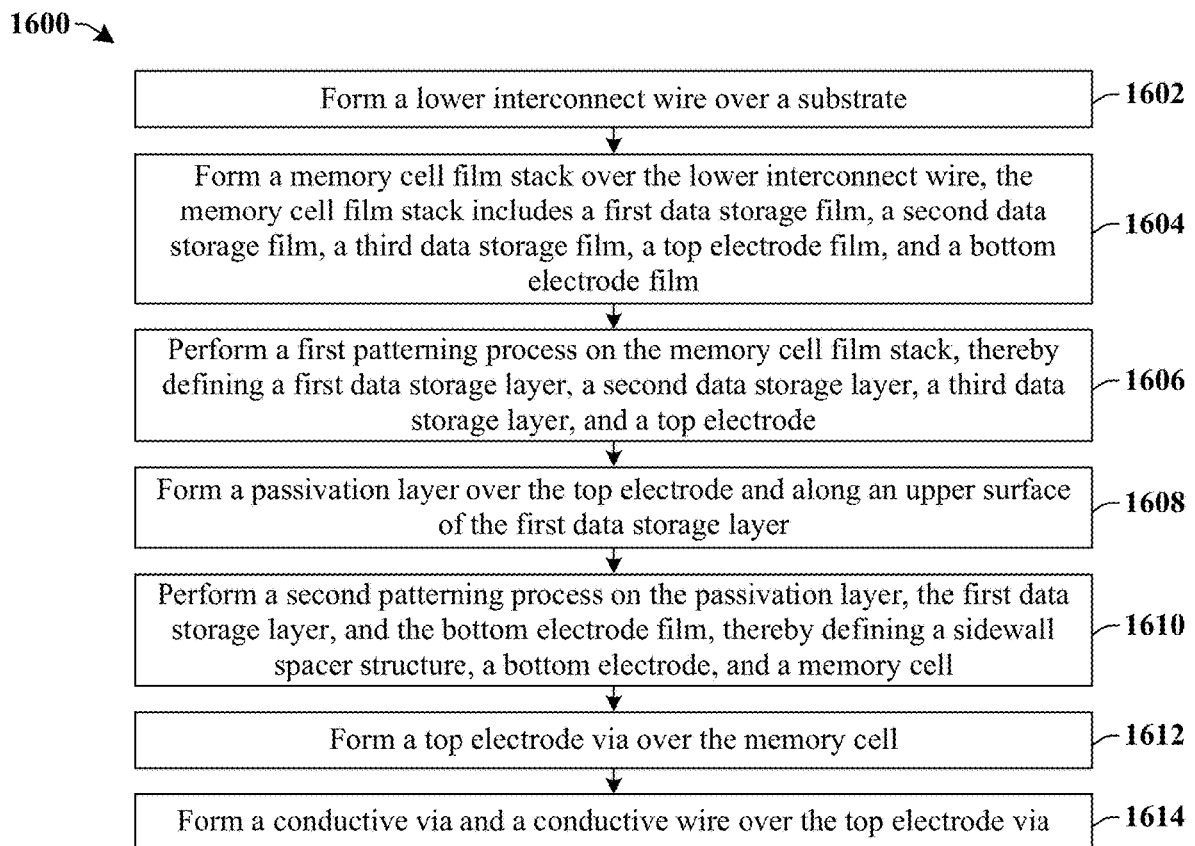 1600
Form a lower interconnect wire over a substrate
1602
Form a memory cell film stack over the lower interconnect wire, the
memory cell film stack includes a first data storage film, a second data
storage film, a third data storage film, a top electrode film, and a bottom
electrode film
1604
Perform a first patterning process on the memory cell film stack, thereby
defining a first data storage layer, a second data storage layer, a third data
storage layer, and a top electrode
1606
Form a passivation layer over the top electrode and along an upper surface
of the first data storage layer
1608
Perform a second patterning process on the passivation layer, the first data
storage layer, and the bottom electrode film, thereby defining a sidewall
spacer structure, a bottom electrode, and a memory cell
1610
Form a top electrode via over the memory cell
1612
Form a conductive via and a conductive wire over the top electrode via
1614